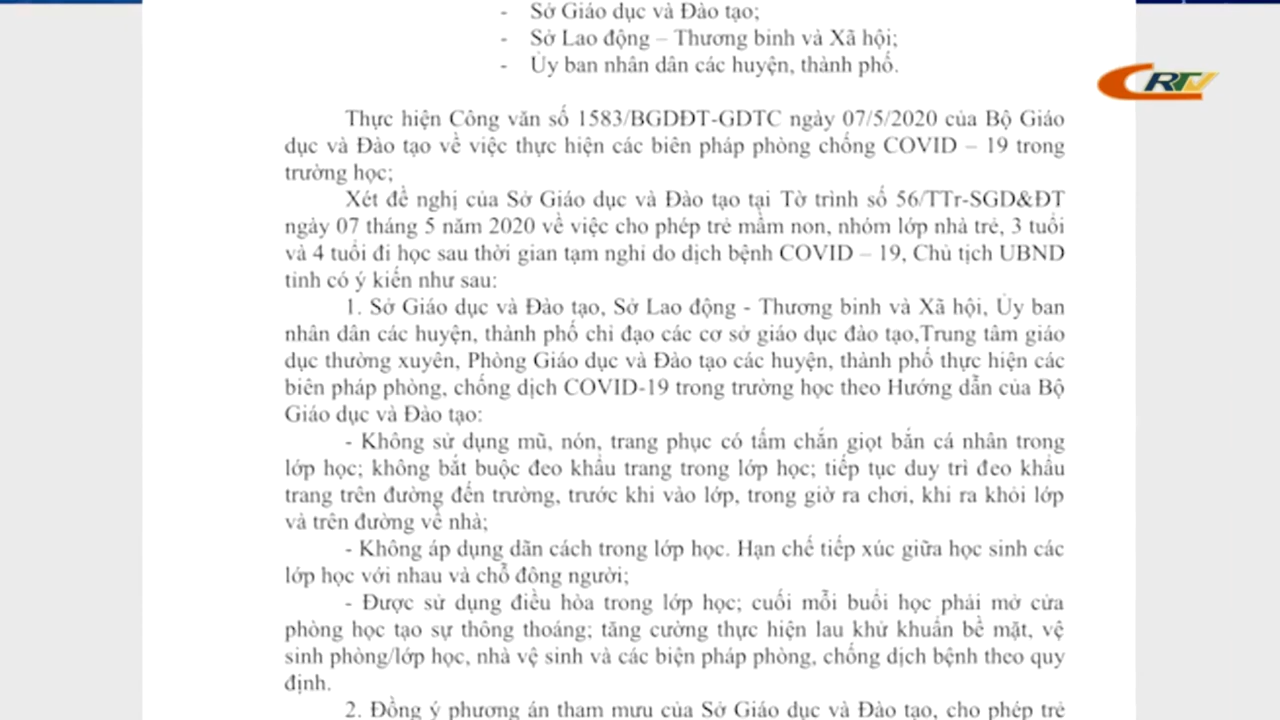 - Sở Giáo dục và Đào tạo;
- Sở Lao động – Thương binh và Xã hội;
- Ủy ban nhân dân các huyện, thành phố.
CRTV
Thực hiện Công văn số 1583/BGDĐT-GDTC ngày 07/5/2020 của Bộ Giáo
dục và Đào tạo về việc thực hiện các biên pháp phòng chống COVID – 19 trong
trường học;
Xét đề nghị của Sở Giáo dục và Đào tạo tại Tờ trình số 56/TTr-SGD&ĐT
ngày 07 tháng 5 năm 2020 về việc cho phép trẻ mầm non, nhóm lớp nhà trẻ, 3 tuổi
và 4 tuổi đi học sau thời gian tạm nghỉ do dịch bệnh COVID – 19, Chủ tịch UBND
tỉnh có ý kiến như sau:
1. Sở Giáo dục và Đào tạo, Sở Lao động - Thương binh và Xã hội, Ủy ban
nhân dân các huyện, thành phố chỉ đạo các cơ sở giáo dục đào tạo,Trung tâm giáo
dục thường xuyên, Phòng Giáo dục và Đào tạo các huyện, thành phố thực hiện các
biên pháp phòng, chống dịch COVID-19 trong trường học theo Hướng dẫn của Bộ
Giáo dục và Đào tạo:
- Không sử dụng mũ, nón, trang phục có tấm chắn giọt bắn cá nhân trong
lớp học; không bắt buộc đeo khẩu trang trong lớp học; tiếp tục duy trì đeo khẩu
trang trên đường đến trường, trước khi vào lớp, trong giờ ra chơi, khi ra khỏi lớp
và trên đường về nhà;
- Không áp dụng dãn cách trong lớp học. Hạn chế tiếp xúc giữa học sinh các
lớp học với nhau và chỗ đông người;
- Được sử dụng điều hòa trong lớp học; cuối mỗi buổi học phải mở cửa
phòng học tạo sự thông thoáng; tăng cường thực hiện lau khử khuẩn bề mặt, vệ
sinh phòng/lớp học, nhà vệ sinh và các biện pháp phòng, chống dịch bệnh theo quy
định.
2. Đồng ý phương án tham mưu của Sở Giáo dục và Đào tạo, cho phép trẻ